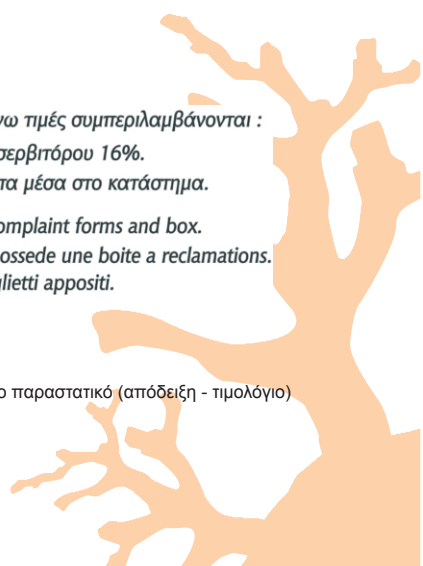 νω τιμές συμπεριλαμβάνονται :
σερβιτόρου 16%.
τα μέσα στο κατάστημα.
omplaint forms and box.
ossede une boite a reclamations.
lietti appositi.
ο παραστατικό (απόδειξη - τιμολόγιο)